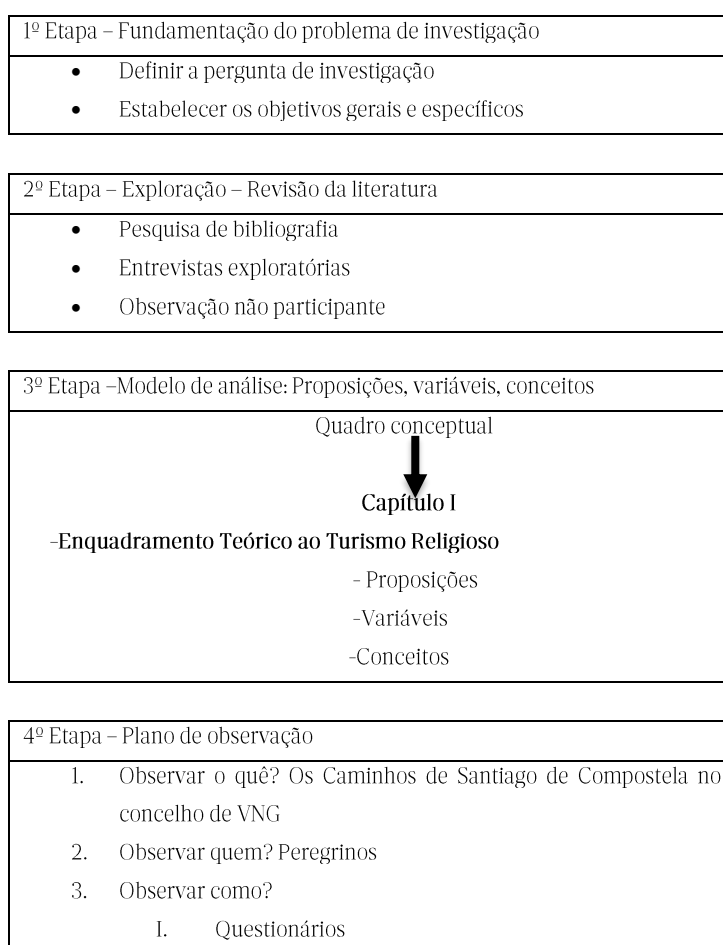 1º Etapa – Fundamentação do problema de investigação
• Definir a pergunta de investigação
• Estabelecer os objetivos gerais e específicos
2º Etapa – Exploração – Revisão da literatura
• Pesquisa de bibliografia
• Entrevistas exploratórias
• Observação não participante
3º Etapa –Modelo de análise: Proposições, variáveis, conceitos
Quadro conceptual
Capítulo I
-Enquadramento Teórico ao Turismo Religioso
- Proposições
-Variáveis
-Conceitos
4º Etapa – Plano de observação
1. Observar o quê? Os Caminhos de Santiago de Compostela no
concelho de VNG
2. Observar quem? Peregrinos
3. Observar como?
I. Questionários